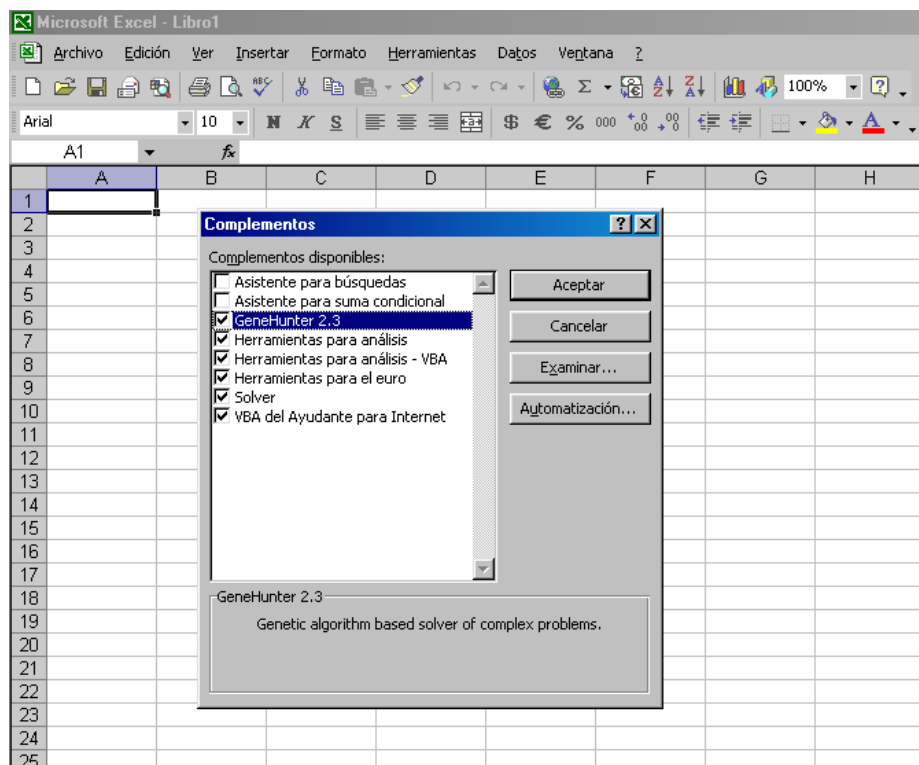 Microsoft Excel - Libro1
Archivo Edición Ver Insertar Formato Herramientas Datos Ventana ?
ABC 100%
Arial 10 N K S $ € % 000
A1 fx
A B C D E F G H
1
2
Complementos
3
Complementos disponibles:
4
Asistente para búsquedas
5
Aceptar
Asistente para suma condicional
6
GeneHunter 2.3
Cancelar
7
Herramientas para análisis
8
Herramientas para análisis - VBA
Examinar...
9
Herramientas para el euro
Solver
10
Automatización...
VBA del Ayudante para Internet
11
12
13
14
15
16
17
18
GeneHunter 2.3
19
Genetic algorithm based solver of complex problems.
20
21
22
23
24
25